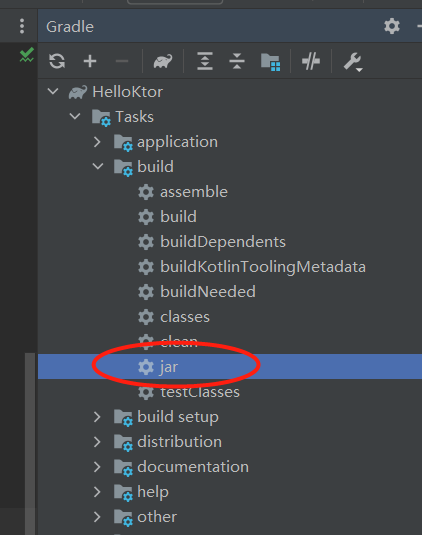 Gradle
HelloKtor
Tasks
application
build
assemble
build
buildDependents
buildKotlinToolingMetadata
buildNeeded
classes
clean
jar
testClasses
build setup
distribution
documentation
help
other